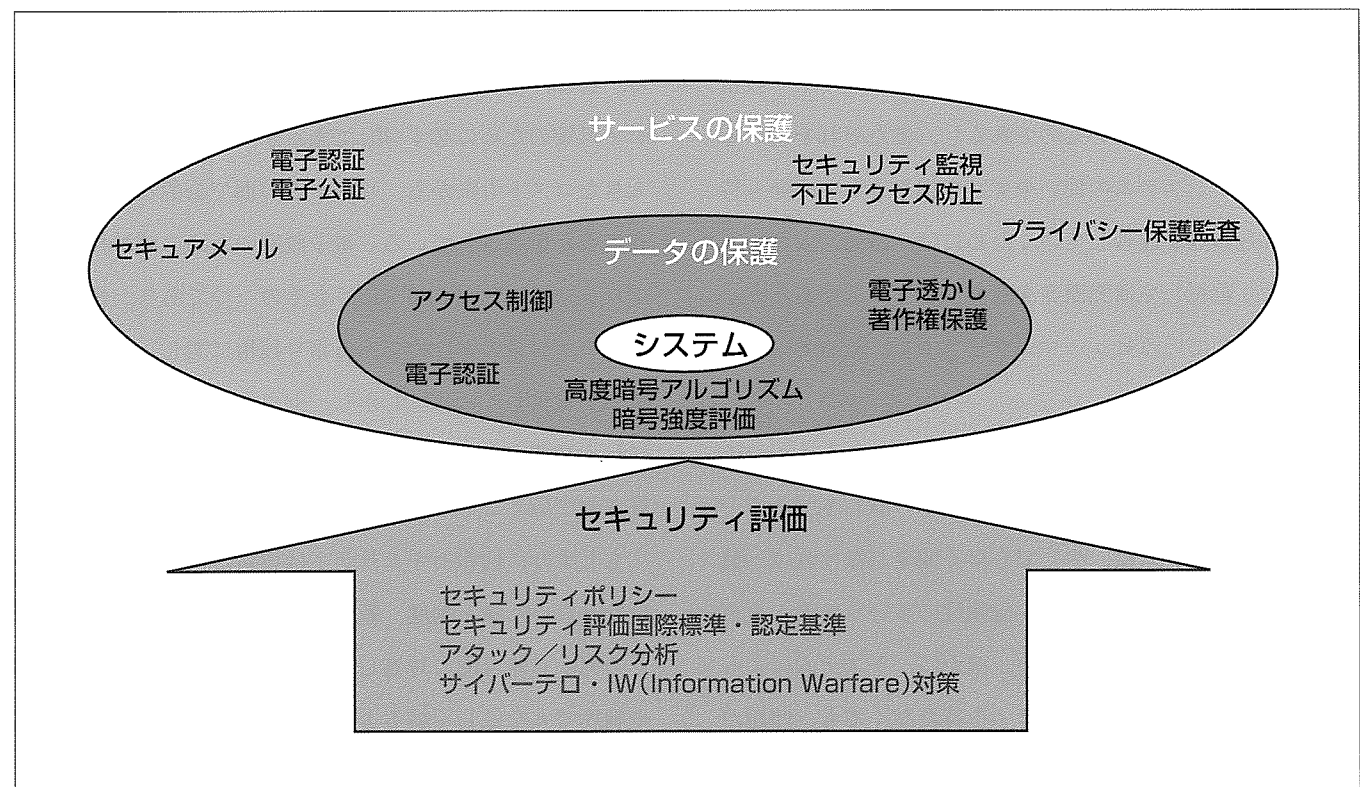 サービスの保護
電子認証
電子公証
セキュリティ監視
不正アクセス防止
セキュアメール
プライバシー保護監査
データの保護
アクセス制御
電子透かし
著作権保護
システム
電子認証
高度暗号アルゴリズム
暗号強度評価
セキュリティ評価
セキュリティポリシー
セキュリティ評価国際標準・認定基準
アタック／リスク分析
サイバーテロ・IW(Information Warfare)対策